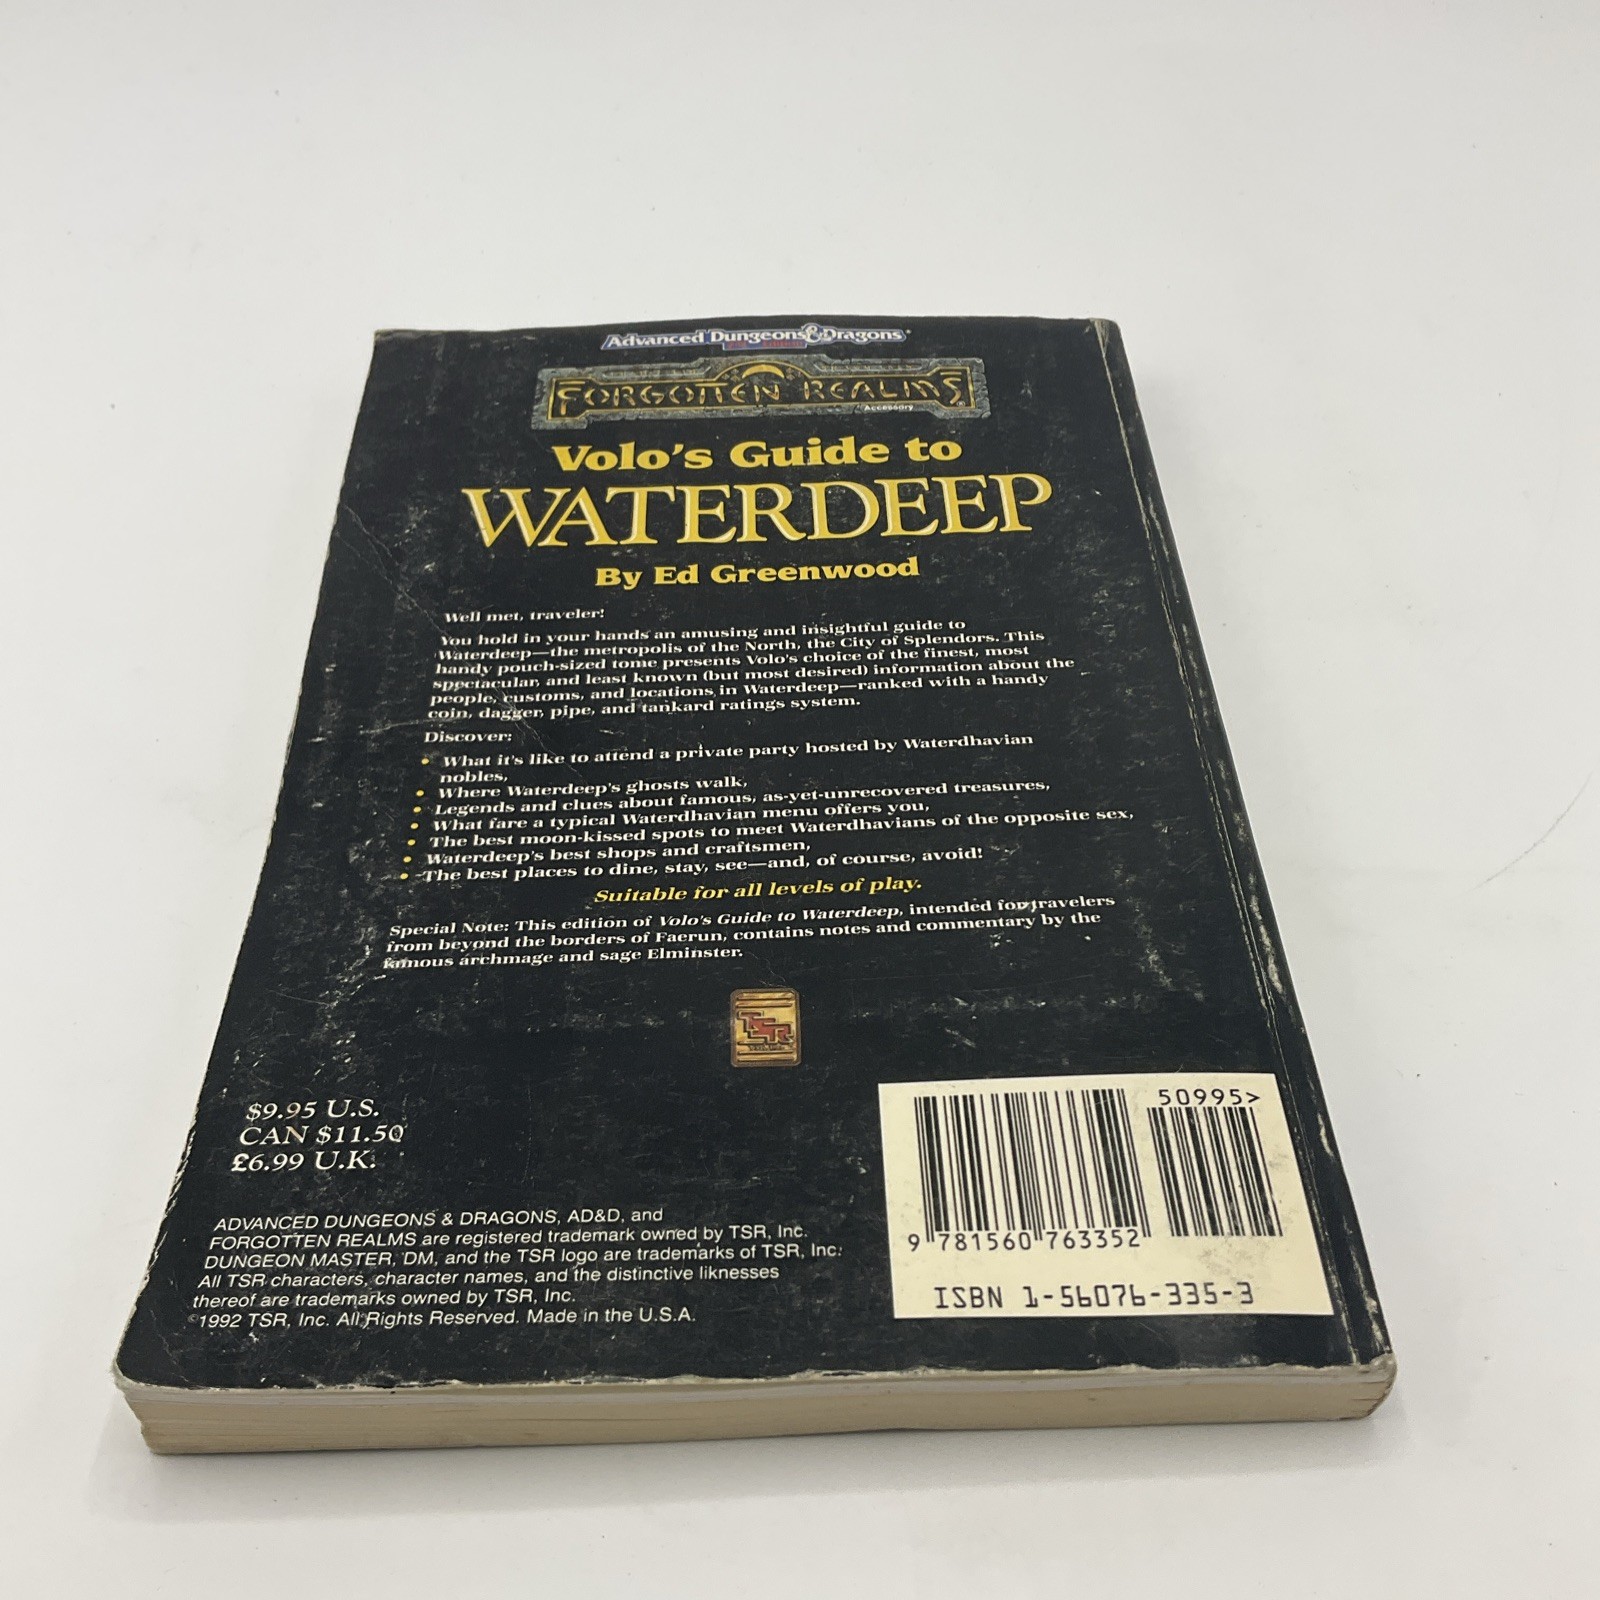 Advanced Dungeons & Dragons®
2nd Edition
FORGOTTEN REALMS®
Accessory
Volo's Guide to
WATERDEEP
By Ed Greenwood
Well met, traveler!
You hold in your hands an amusing and insightful guide to
Waterdeep—the metropolis of the North, the City of Splendors. This
handy pouch-sized tome presents Volo's choice of the finest, most
spectacular, and least known (but most desired) information about the
people, customs, and locations in Waterdeep—ranked with a handy
coin, dagger, pipe, and tankard ratings system.
Discover:
• What it's like to attend a private party hosted by Waterdhavian
nobles,
• Where Waterdeep's ghosts walk,
• Legends and clues about famous, as-yet-unrecovered treasures,
• What fare a typical Waterdhavian menu offers you,
• The best moon-kissed spots to meet Waterdhavians of the opposite sex,
• Waterdeep's best shops and craftsmen,
• The best places to dine, stay, see—and, of course, avoid!
Suitable for all levels of play.
Special Note: This edition of Volo's Guide to Waterdeep, intended for travelers
from beyond the borders of Faerun, contains notes and commentary by the
famous archmage and sage Elminster.
TSR
$9.95 U.S.
CAN $11.50
£6.99 U.K.
50995>
9 781560 763352
ISBN 1-56076-335-3
ADVANCED DUNGEONS & DRAGONS, AD&D, and
FORGOTTEN REALMS are registered trademark owned by TSR, Inc.
DUNGEON MASTER, DM, and the TSR logo are trademarks of TSR, Inc.
All TSR characters, character names, and the distinctive liknesses
thereof are trademarks owned by TSR, Inc.
©1992 TSR, Inc. All Rights Reserved. Made in the U.S.A.